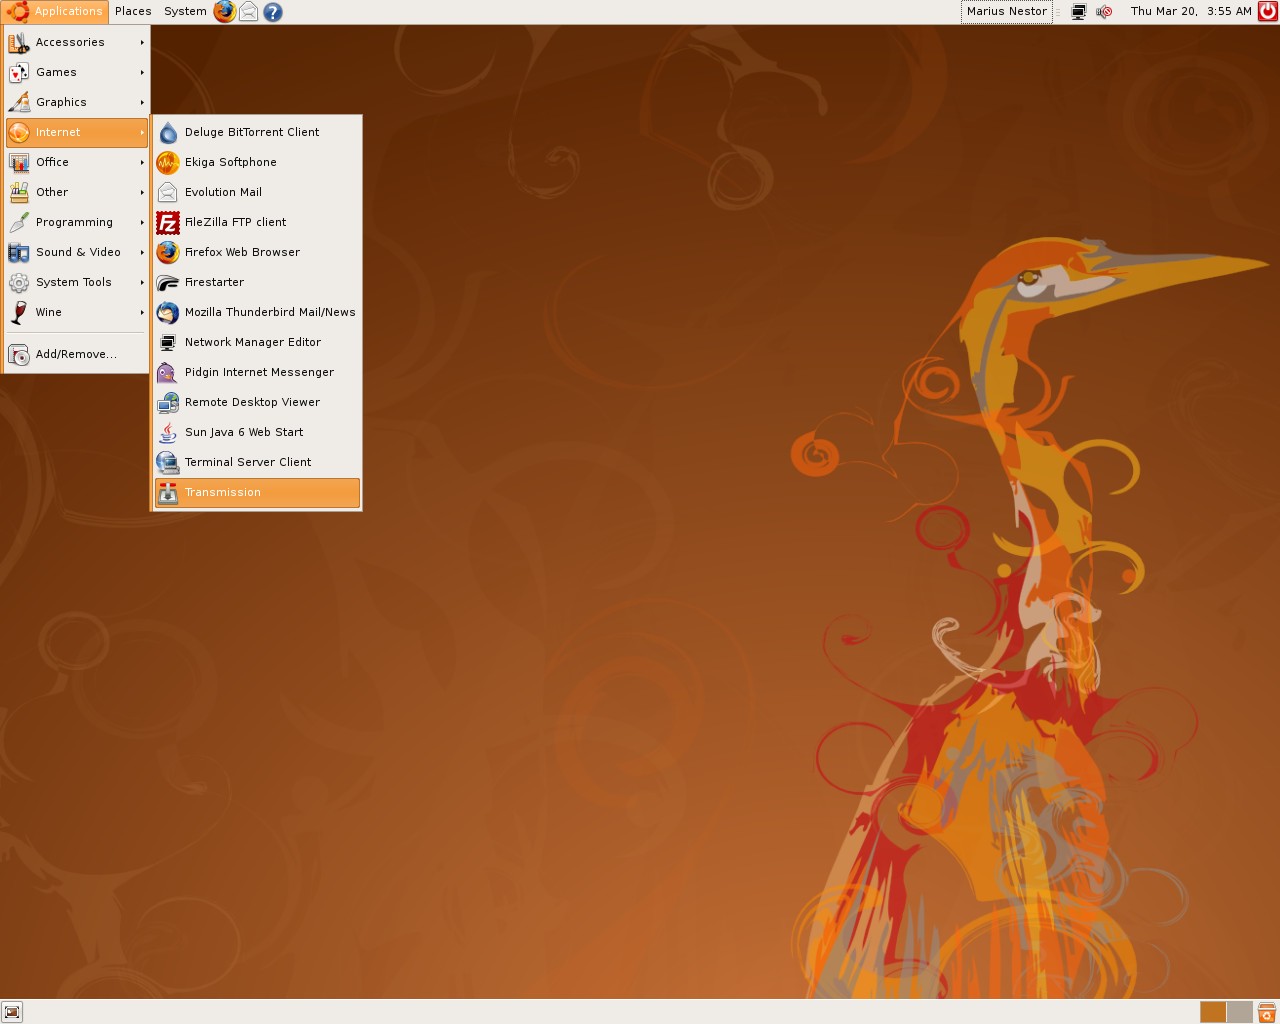 Applications Places System Marius Nestor Thu Mar 20, 3:55 AM
Accessories
Games
Graphics
Internet
Office
Other
Programming
Sound & Video
System Tools
Wine
Add/Remove...
Deluge BitTorrent Client
Ekiga Softphone
Evolution Mail
FileZilla FTP client
Firefox Web Browser
Firestarter
Mozilla Thunderbird Mail/News
Network Manager Editor
Pidgin Internet Messenger
Remote Desktop Viewer
Sun Java 6 Web Start
Terminal Server Client
Transmission